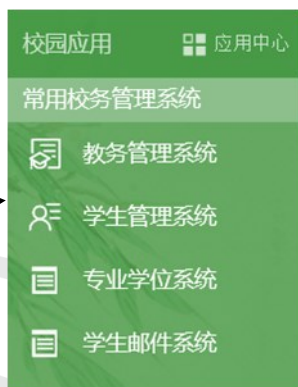 校园应用 应用中心
常用校务管理系统
教务管理系统
学生管理系统
专业学位系统
学生邮件系统